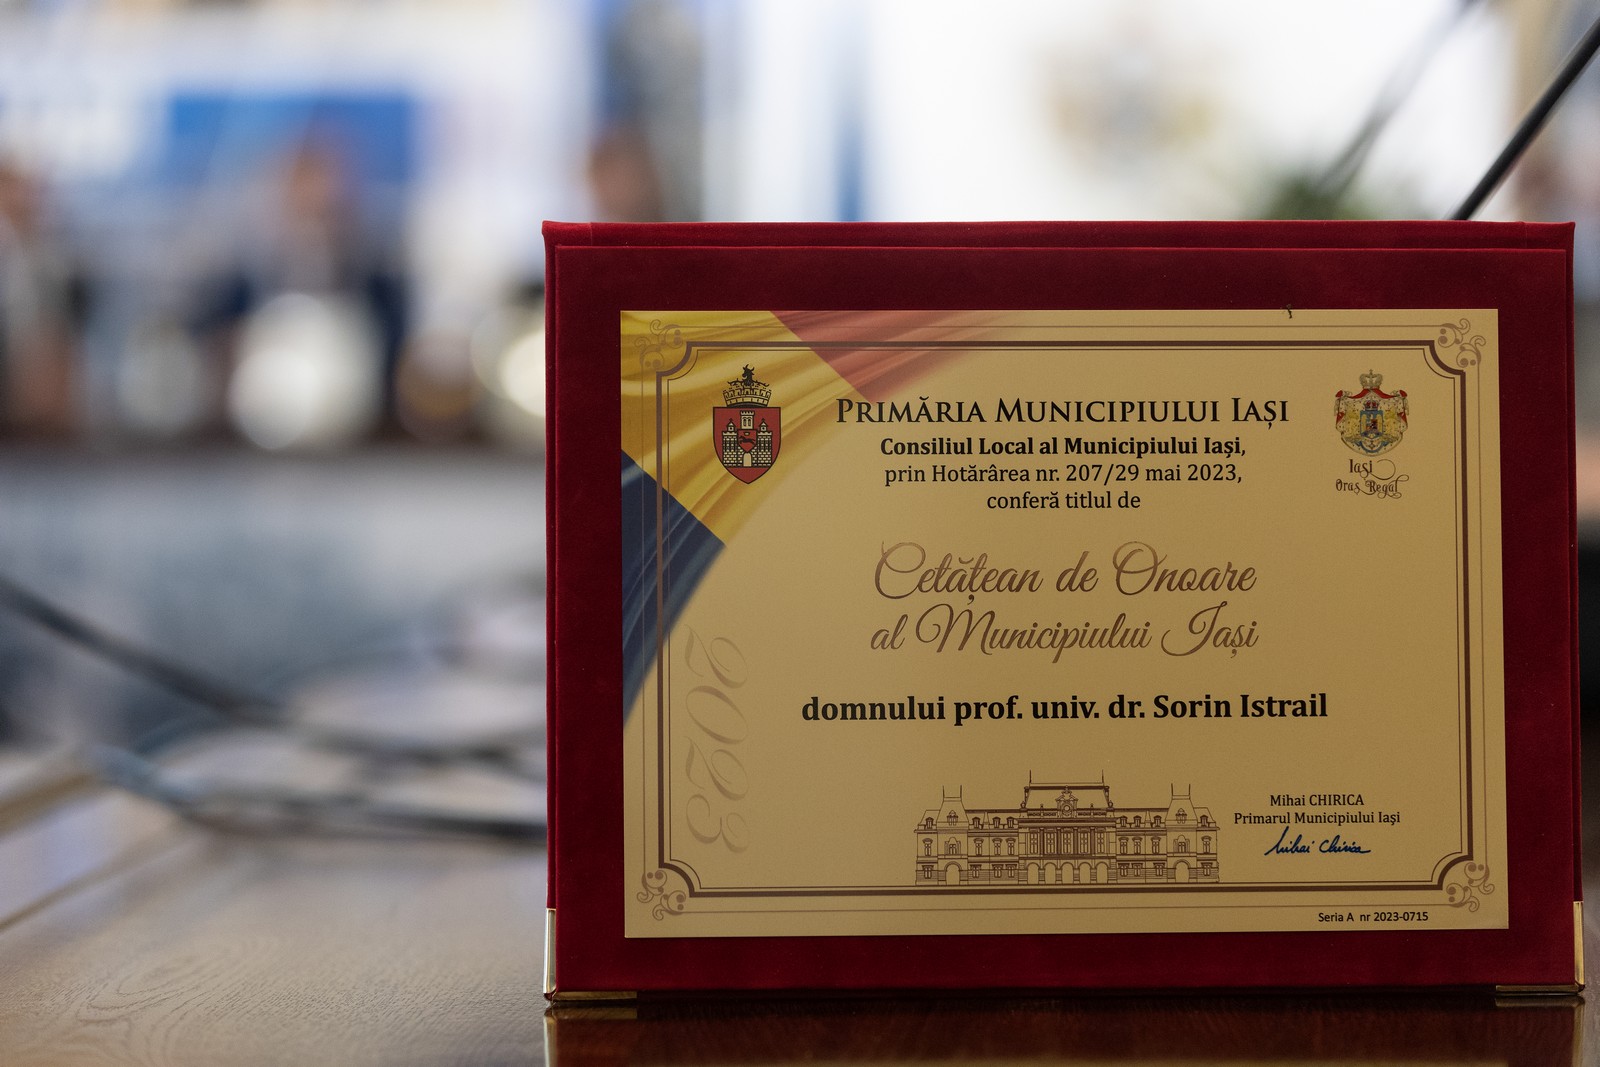 PRIMĂRIA MUNICIPIULUI IAȘI
Consiliul Local al Municipiului Iași,
prin Hotărârea nr. 207/29 mai 2023,
conferă titlul de
Iași
Oraș Regal
Cetățean de Onoare
al Municipiului Iași
2023
domnului prof. univ. dr. Sorin Istrail
Mihai CHIRICA
Primarul Municipiului Iași
Mihai Chirica
Seria A nr 2023-0715